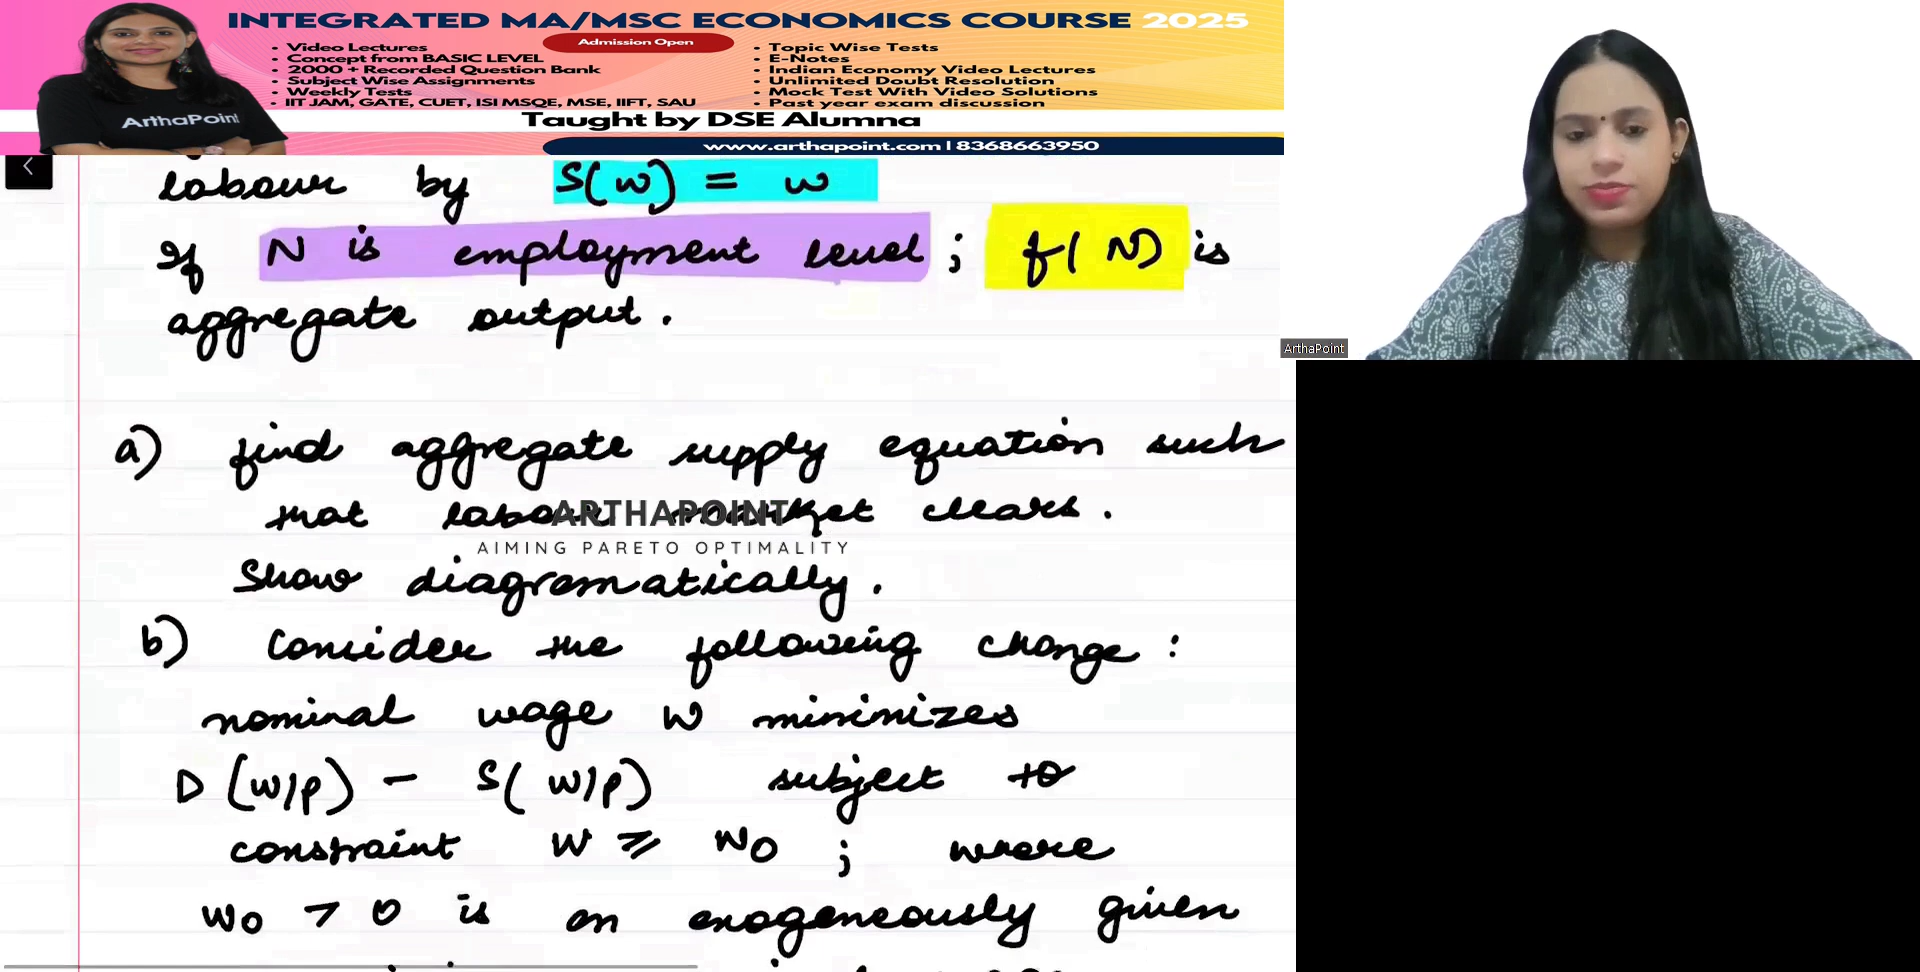 INTEGRATED MA/MSC ECONOMICS COURSE 2025
Admission Open
• Video Lectures
• Concept from BASIC LEVEL
• 2000 + Recorded Question Bank
• Subject Wise Assignments
• Weekly Tests
• IIT JAM, GATE, CUET, ISI MSQE, MSE, IIFT, SAU
• Topic Wise Tests
• E-Notes
• Indian Economy Video Lectures
• Unlimited Doubt Resolution
• Mock Test With Video Solutions
• Past year exam discussion
ArthaPoint
Taught by DSE Alumna
www.arthapoint.com | 8368663950
labour by S(w) = w
If N is employment level ; f( N) is
aggregate output.
a) find aggregate supply equation such
that labour market clears.
ARTHAPOINT
AIMING PARETO OPTIMALITY
Show diagrematically.
b) Consider the following change :
nominal wage W minimizes
D (W/P) - S( W/P) subject to
constraint W ≥ W0 ; where
W0 > 0 is an exogeneously given
ArthaPoint